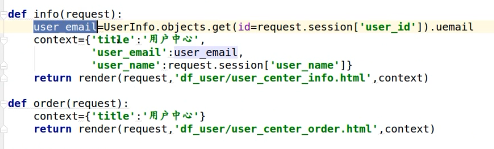 def info(request):
    user_email=UserInfo.objects.get(id=request.session['user_id']).uemail
    context={'title':'用户中心',
             'user_email':user_email,
             'user_name':request.session['user_name']}
    return render(request,'df_user/user_center_info.html',context)
def order(request):
    context={'title':'用户中心'}
    return render(request,'df_user/user_center_order.html',context)